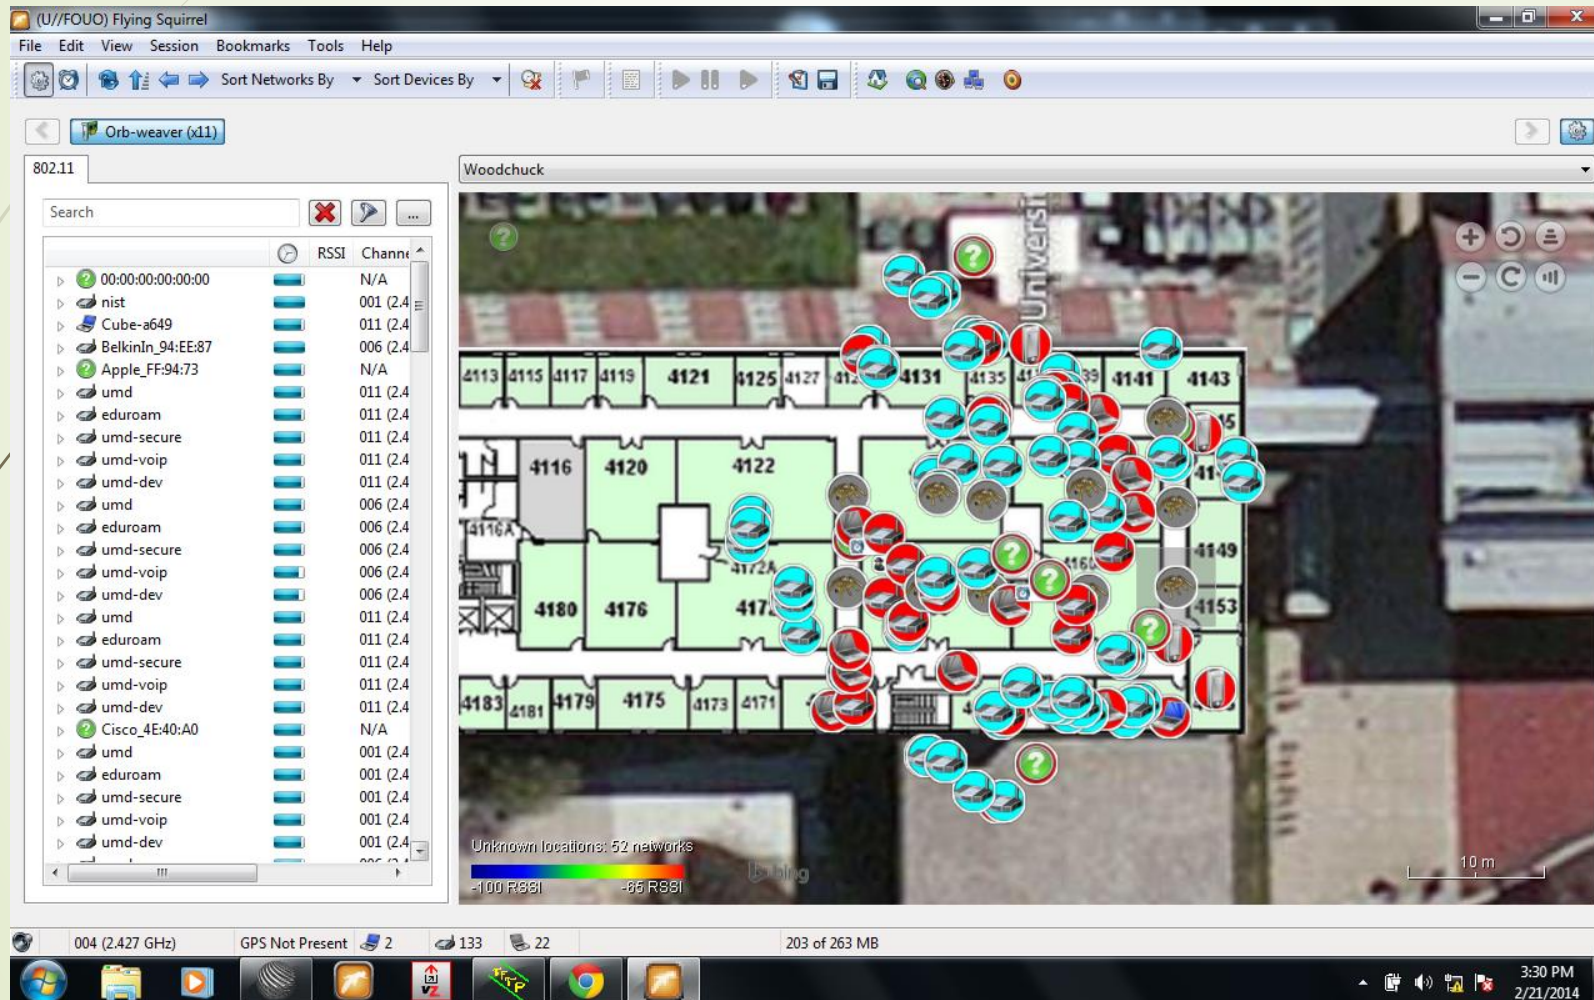 (U//FOUO) Flying Squirrel
File Edit View Session Bookmarks Tools Help
Sort Networks By Sort Devices By
Orb-weaver (x11)
802.11
Woodchuck
Search
...
RSSI Channe
00:00:00:00:00:00 N/A
nist 001 (2.4
Cube-a649 011 (2.4
BelkinIn_94:EE:87 006 (2.4
Apple_FF:94:73 N/A
umd 011 (2.4
eduroam 011 (2.4
umd-secure 011 (2.4
umd-voip 011 (2.4
umd-dev 011 (2.4
umd 006 (2.4
eduroam 006 (2.4
umd-secure 006 (2.4
umd-voip 006 (2.4
umd-dev 006 (2.4
umd 011 (2.4
eduroam 011 (2.4
umd-secure 011 (2.4
umd-voip 011 (2.4
umd-dev 011 (2.4
Cisco_4E:40:A0 N/A
umd 001 (2.4
eduroam 001 (2.4
umd-secure 001 (2.4
umd-voip 001 (2.4
umd-dev 001 (2.4
Universi
4113 4115 4117 4119 4121 4125 4127 4131 4135 4141 4143
4116 4120 4122
4116A
4172A
4149
4180 4176 4153
4183 4181 4179 4175 4173 4171
Unknown locations: 52 networks
-100 RSSI -65 RSSI
bing
10 m
004 (2.427 GHz) GPS Not Present 2 133 22 203 of 263 MB
TFTP
VZ
3:30 PM
2/21/2014